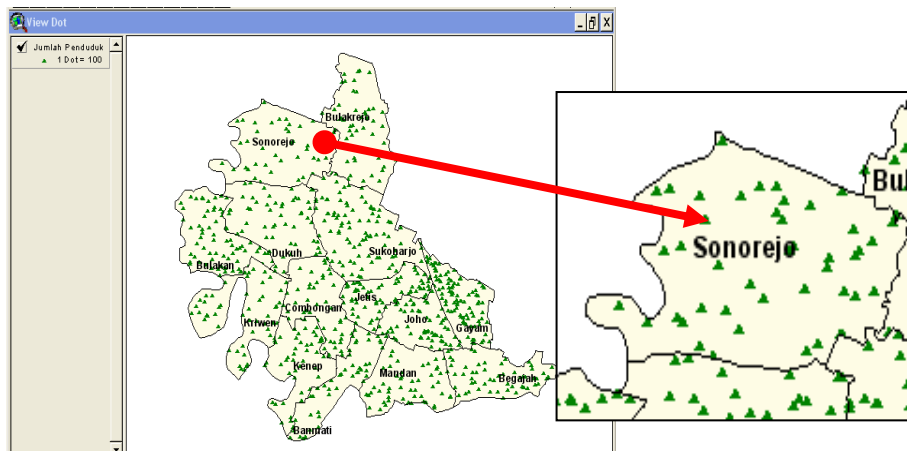 View Dot
Jumlah Penduduk
1 Dot = 100
Bulakrejo
Sonorejo
Dukuh
Sukoharjo
Bulakan
Combongan
Jetis
Joho
Kriwen
Gayam
Kenep
Mandan
Begajah
Banmati
Bul
Sonorejo